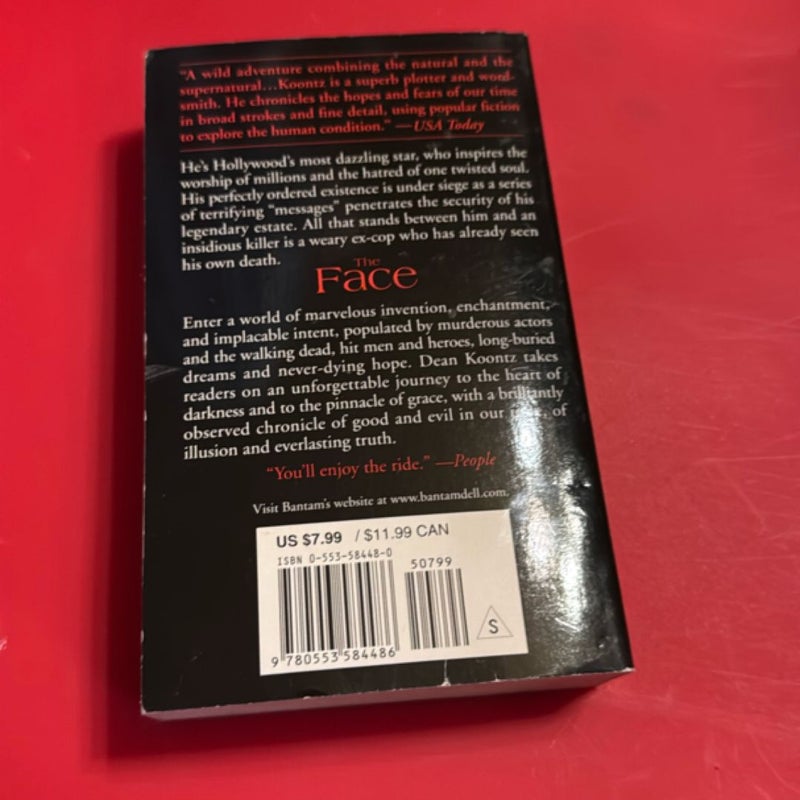 "A wild adventure combining the natural and the
supernatural...Koontz is a superb plotter and word-
smith. He chronicles the hopes and fears of our time
in broad strokes and fine detail, using popular fiction
to explore the human condition." —USA Today
He's Hollywood's most dazzling star, who inspires the
worship of millions and the hatred of one twisted soul.
His perfectly ordered existence is under siege as a series
of terrifying "messages" penetrates the security of his
legendary estate. All that stands between him and an
insidious killer is a weary ex-cop who has already seen
his own death.
The
Face
Enter a world of marvelous invention, enchantment,
and implacable intent, populated by murderous actors
and the walking dead, hit men and heroes, long-buried
dreams and never-dying hope. Dean Koontz takes
readers on an unforgettable journey to the heart of
darkness and to the pinnacle of grace, with a brilliantly
observed chronicle of good and evil in our of
illusion and everlasting truth.
"You'll enjoy the ride." —People
Visit Bantam's website at www.bantamdell.com.
US $7.99 / $11.99 CAN
ISBN 0-553-58448-0
50799
S
9 780553 584486